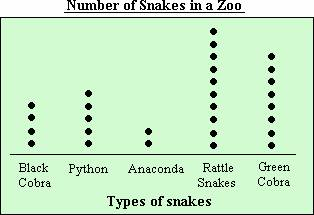 Number of Snakes in a Zoo
Black Cobra
Python
Anaconda
Rattle Snakes
Green Cobra
Types of snakes